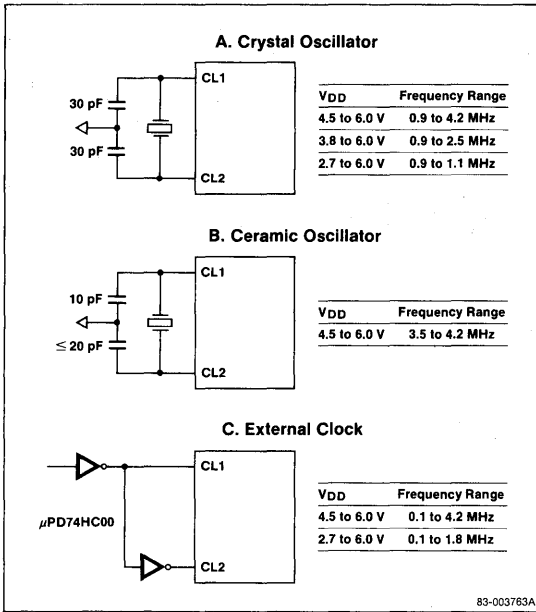 A. Crystal Oscillator
CL1
30 pF
30 pF
CL2
VDD Frequency Range
4.5 to 6.0 V 0.9 to 4.2 MHz
3.8 to 6.0 V 0.9 to 2.5 MHz
2.7 to 6.0 V 0.9 to 1.1 MHz
B. Ceramic Oscillator
CL1
10 pF
≤ 20 pF
CL2
VDD Frequency Range
4.5 to 6.0 V 3.5 to 4.2 MHz
C. External Clock
CL1
μPD74HC00
CL2
VDD Frequency Range
4.5 to 6.0 V 0.1 to 4.2 MHz
2.7 to 6.0 V 0.1 to 1.8 MHz
83-003763A